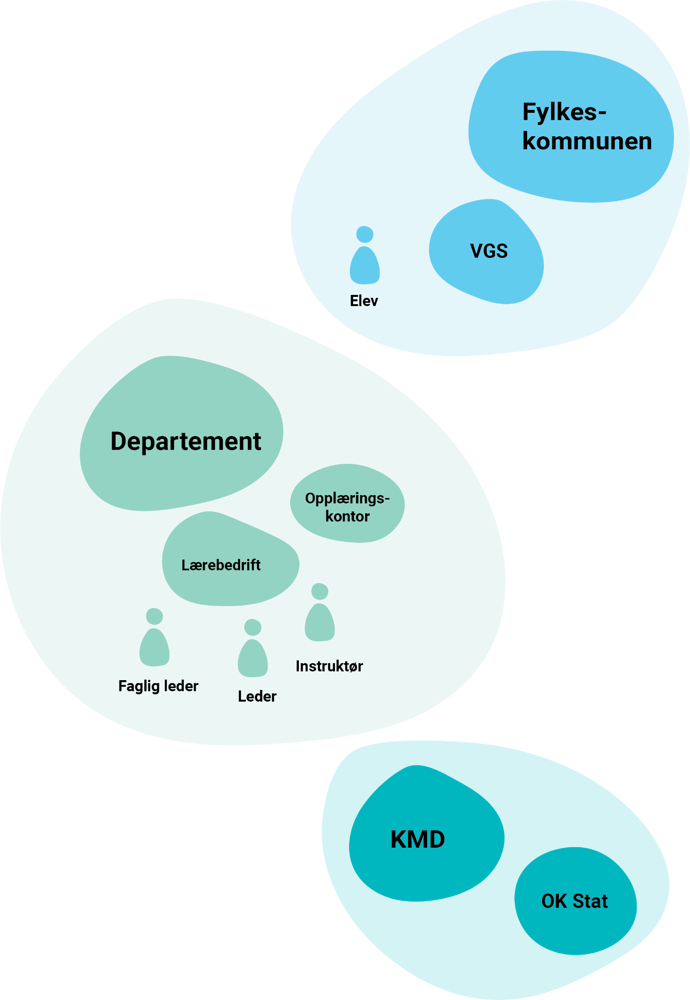 Fylkes-
kommunen
VGS
Elev
Departement
Opplærings-
kontor
Lærebedrift
Instruktør
Faglig leder
Leder
KMD
OK Stat